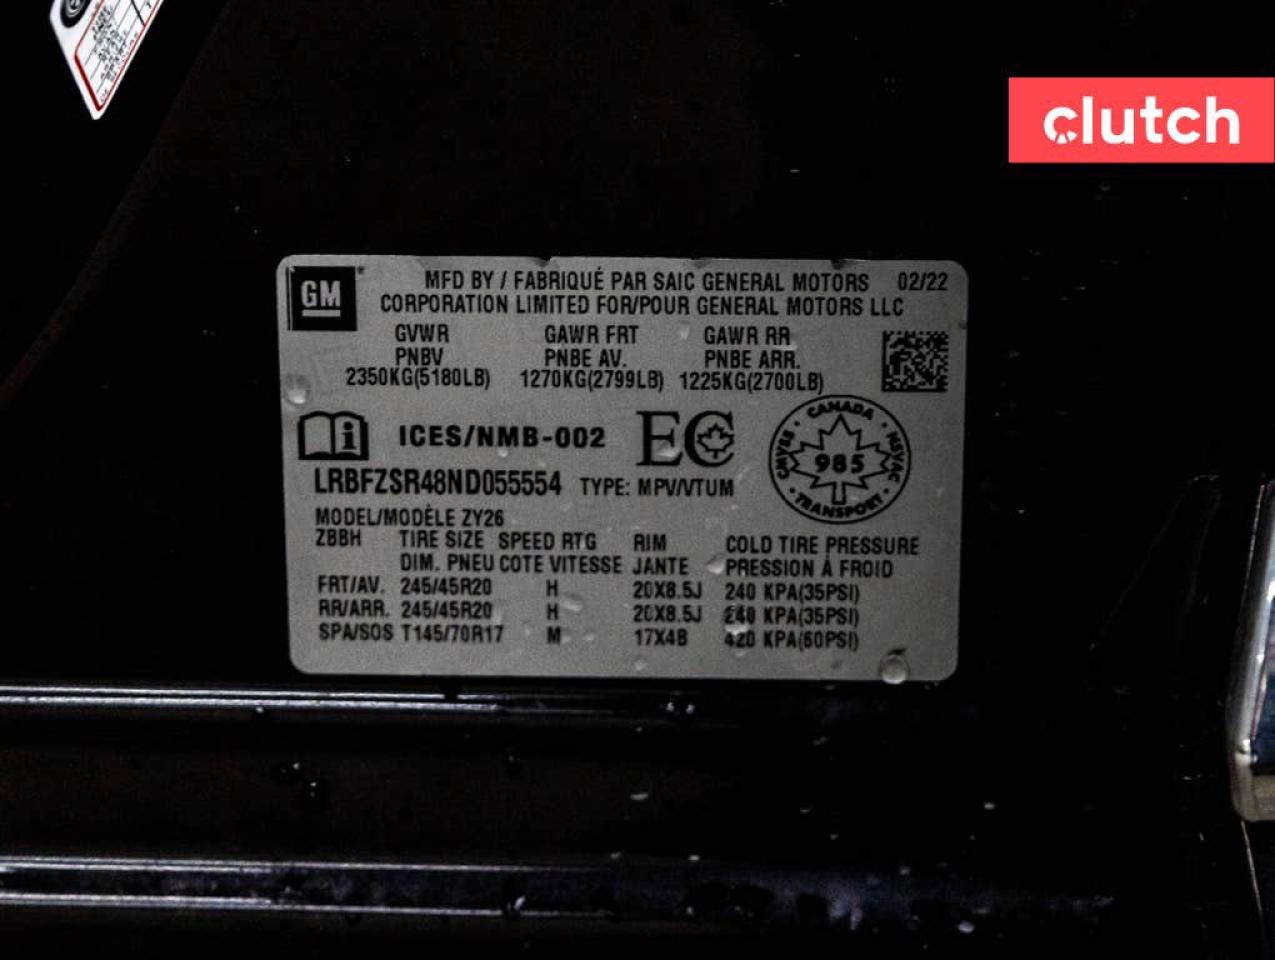 clutch
GM
MFD BY / FABRIQUÉ PAR SAIC GENERAL MOTORS 02/22
CORPORATION LIMITED FOR/POUR GENERAL MOTORS LLC
GVWR GAWR FRT GAWR RR
PNBV PNBE AV. PNBE ARR.
2350KG(5180LB) 1270KG(2799LB) 1225KG(2700LB)
ICES/NMB-002 EC
CANADA
CMVSS NSVAC
985
TRANSPORT
LRBFZSR48ND055554 TYPE: MPV/VTUM
MODEL/MODÈLE ZY26
ZBBH TIRE SIZE SPEED RTG RIM COLD TIRE PRESSURE
DIM. PNEU COTE VITESSE JANTE PRESSION À FROID
FRT/AV. 245/45R20 H 20X8.5J 240 KPA(35PSI)
RR/ARR. 245/45R20 H 20X8.5J 240 KPA(35PSI)
SPA/SOS T145/70R17 M 17X4B 420 KPA(60PSI)